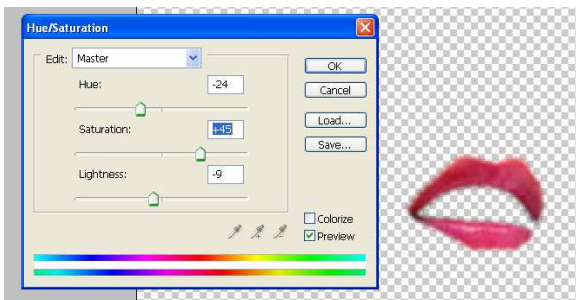 Hue/Saturation
Edit: Master
OK
Hue: -24
Cancel
Load...
Saturation: +45
Save...
Lightness: -9
Colorize
Preview